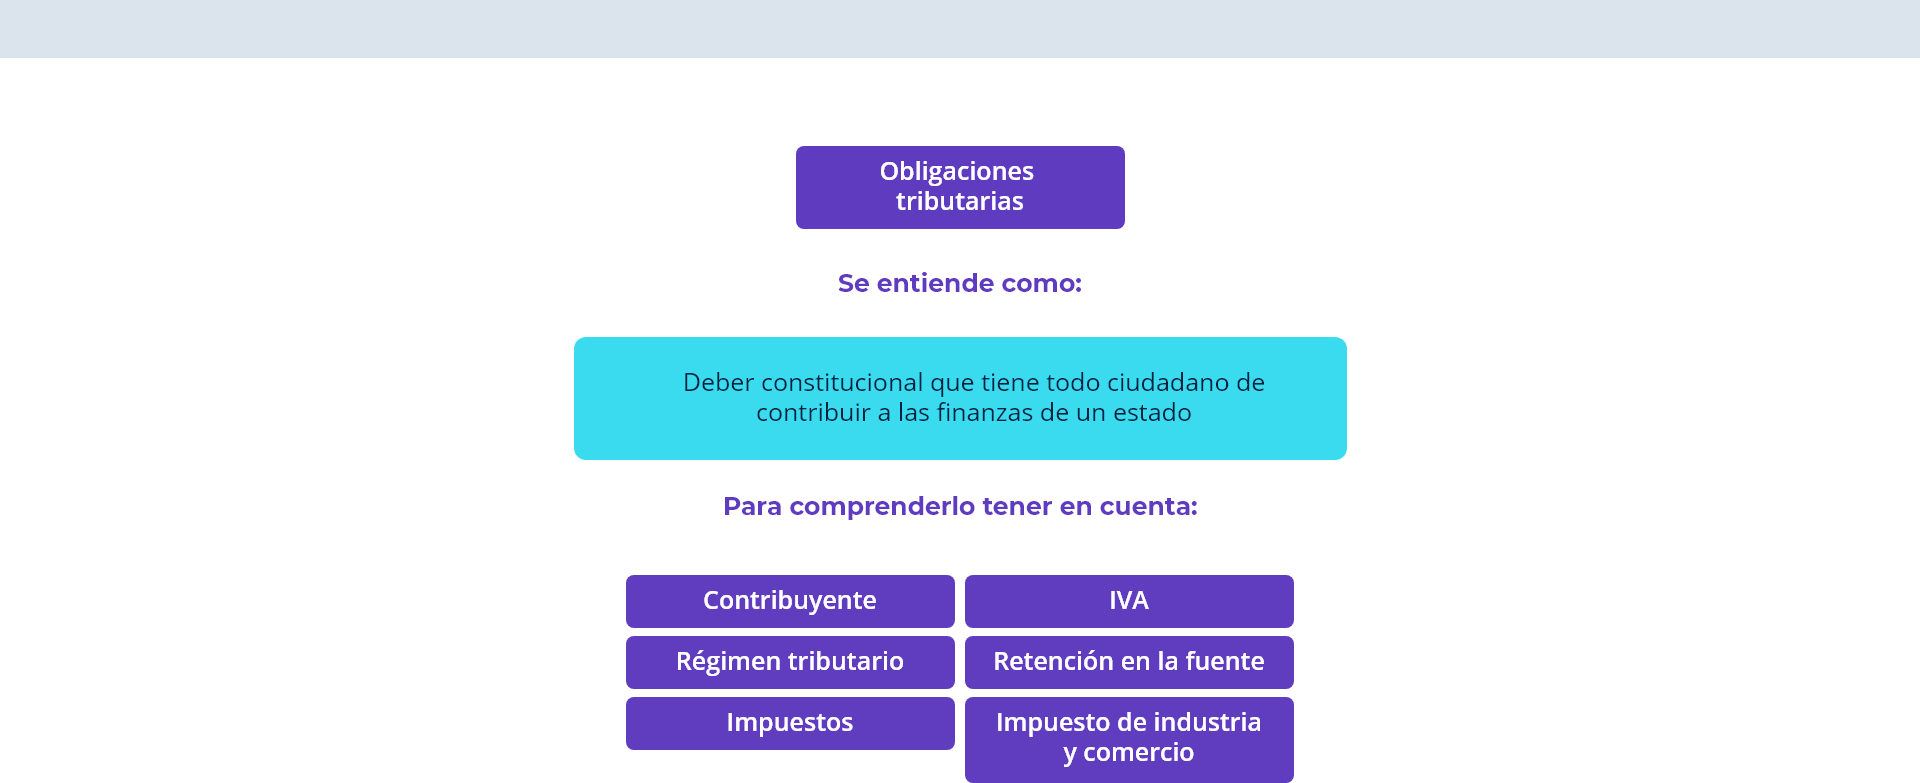 Obligaciones
tributarias
Se entiende como:
Deber constitucional que tiene todo ciudadano de
contribuir a las finanzas de un estado
Para comprenderlo tener en cuenta:
Contribuyente
IVA
Régimen tributario
Retención en la fuente
Impuestos
Impuesto de industria
y comercio